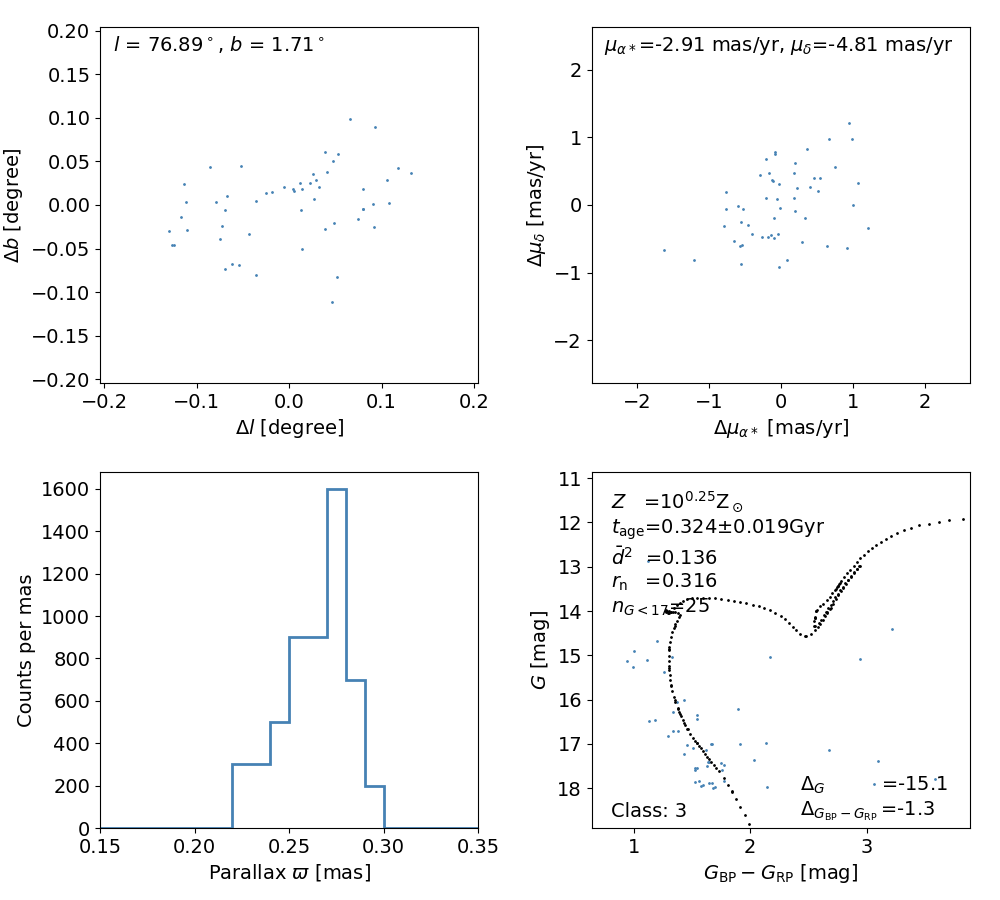 l = 76.89°, b = 1.71°
0.20
0.15
0.10
0.05
0.00
−0.05
−0.10
−0.15
−0.20
Δb [degree]
−0.2 −0.1 0.0 0.1 0.2
Δl [degree]
μα*=-2.91 mas/yr, μδ=-4.81 mas/yr
2
1
0
−1
−2
Δμδ [mas/yr]
−2 −1 0 1 2
Δμα* [mas/yr]
1600
1400
1200
1000
800
600
400
200
0
Counts per mas
0.15 0.20 0.25 0.30 0.35
Parallax ϖ [mas]
11
12
13
14
15
16
17
18
G [mag]
Z =10^0.25 Z⊙
t_age=0.324±0.019Gyr
d̄² =0.136
r_n =0.316
n_G<17=25
Class: 3
Δ_G =-15.1
Δ_G_BP−G_RP =-1.3
1 2 3
G_BP − G_RP [mag]